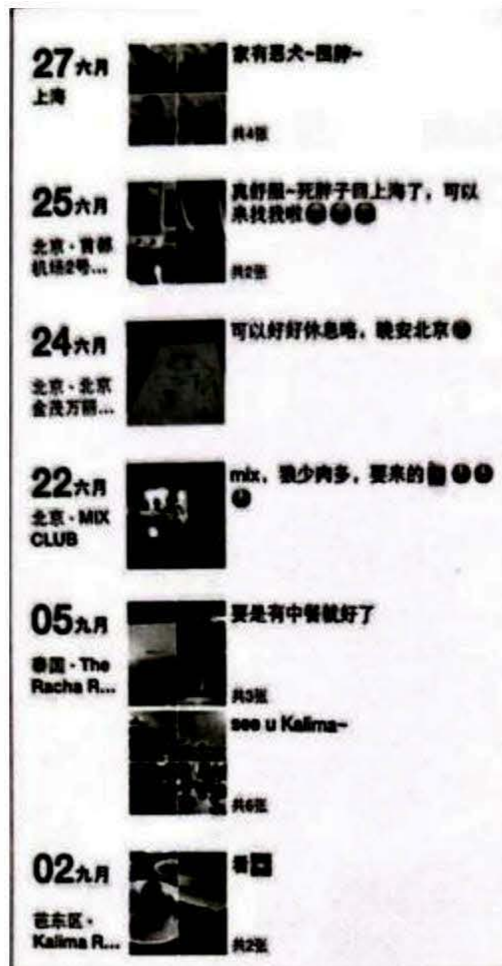 27六月
上海
家有恶犬~围脖~
共4张
25六月
北京·首都
机场2号...
真舒服~死胖子回上海了，可以
来找我啦
共2张
24六月
北京·北京
金茂万丽...
可以好好休息咯，晚安北京
22六月
北京·MIX
CLUB
mix，狼少肉多，要来的
05九月
泰国·The
Racha R...
要是有中餐就好了
共3张
see u Kalima~
共6张
02九月
芭东区·
Kalima R...
看
共2张